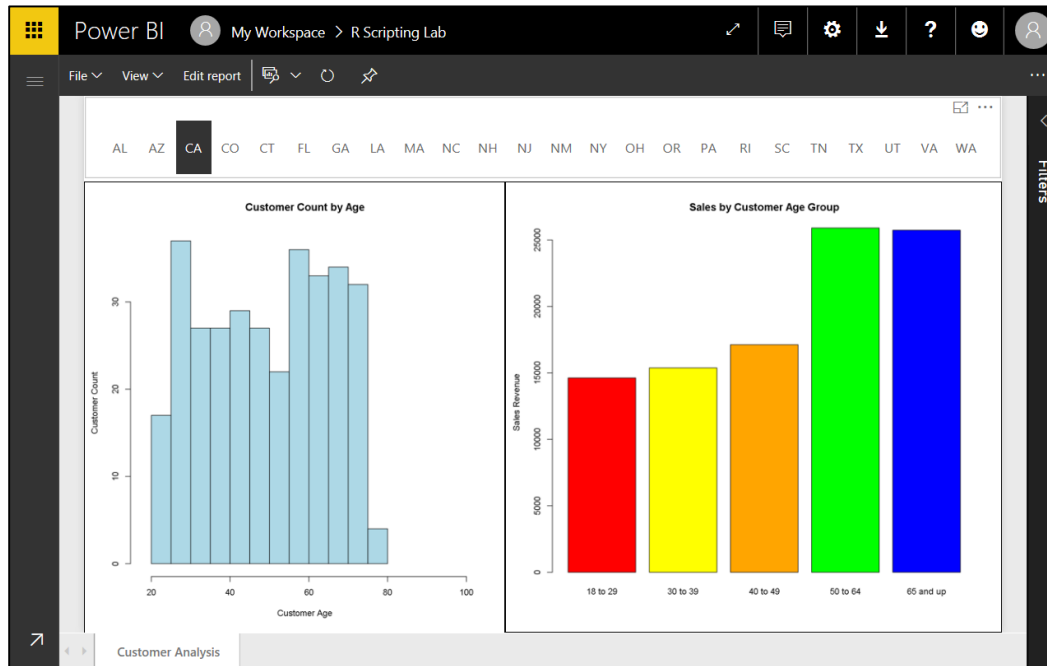 Power BI My Workspace > R Scripting Lab ?
File View Edit report
AL AZ CA CO CT FL GA LA MA NC NH NJ NM NY OH OR PA RI SC TN TX UT VA WA
Filters
Customer Count by Age
Customer Count
0
10
20
30
20 40 60 80 100
Customer Age
Sales by Customer Age Group
Sales Revenue
0
5000
10000
15000
20000
25000
18 to 29 30 to 39 40 to 49 50 to 64 65 and up
Customer Analysis